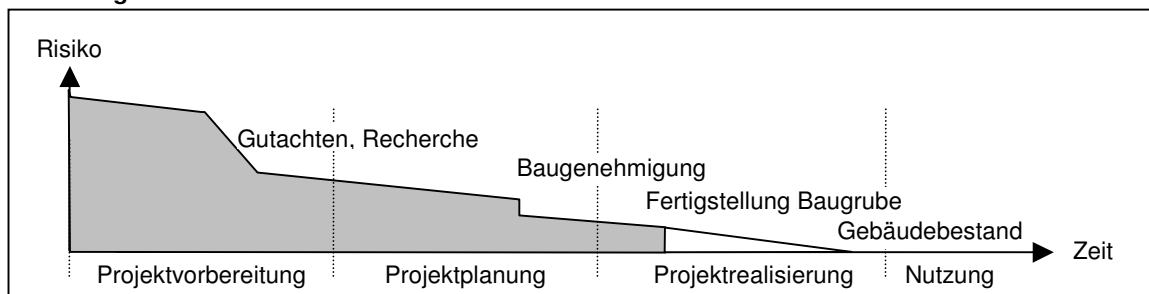 Risiko
Gutachten, Recherche
Baugenehmigung
Fertigstellung Baugrube
Gebäudebestand
Zeit
Projektvorbereitung
Projektplanung
Projektrealisierung
Nutzung